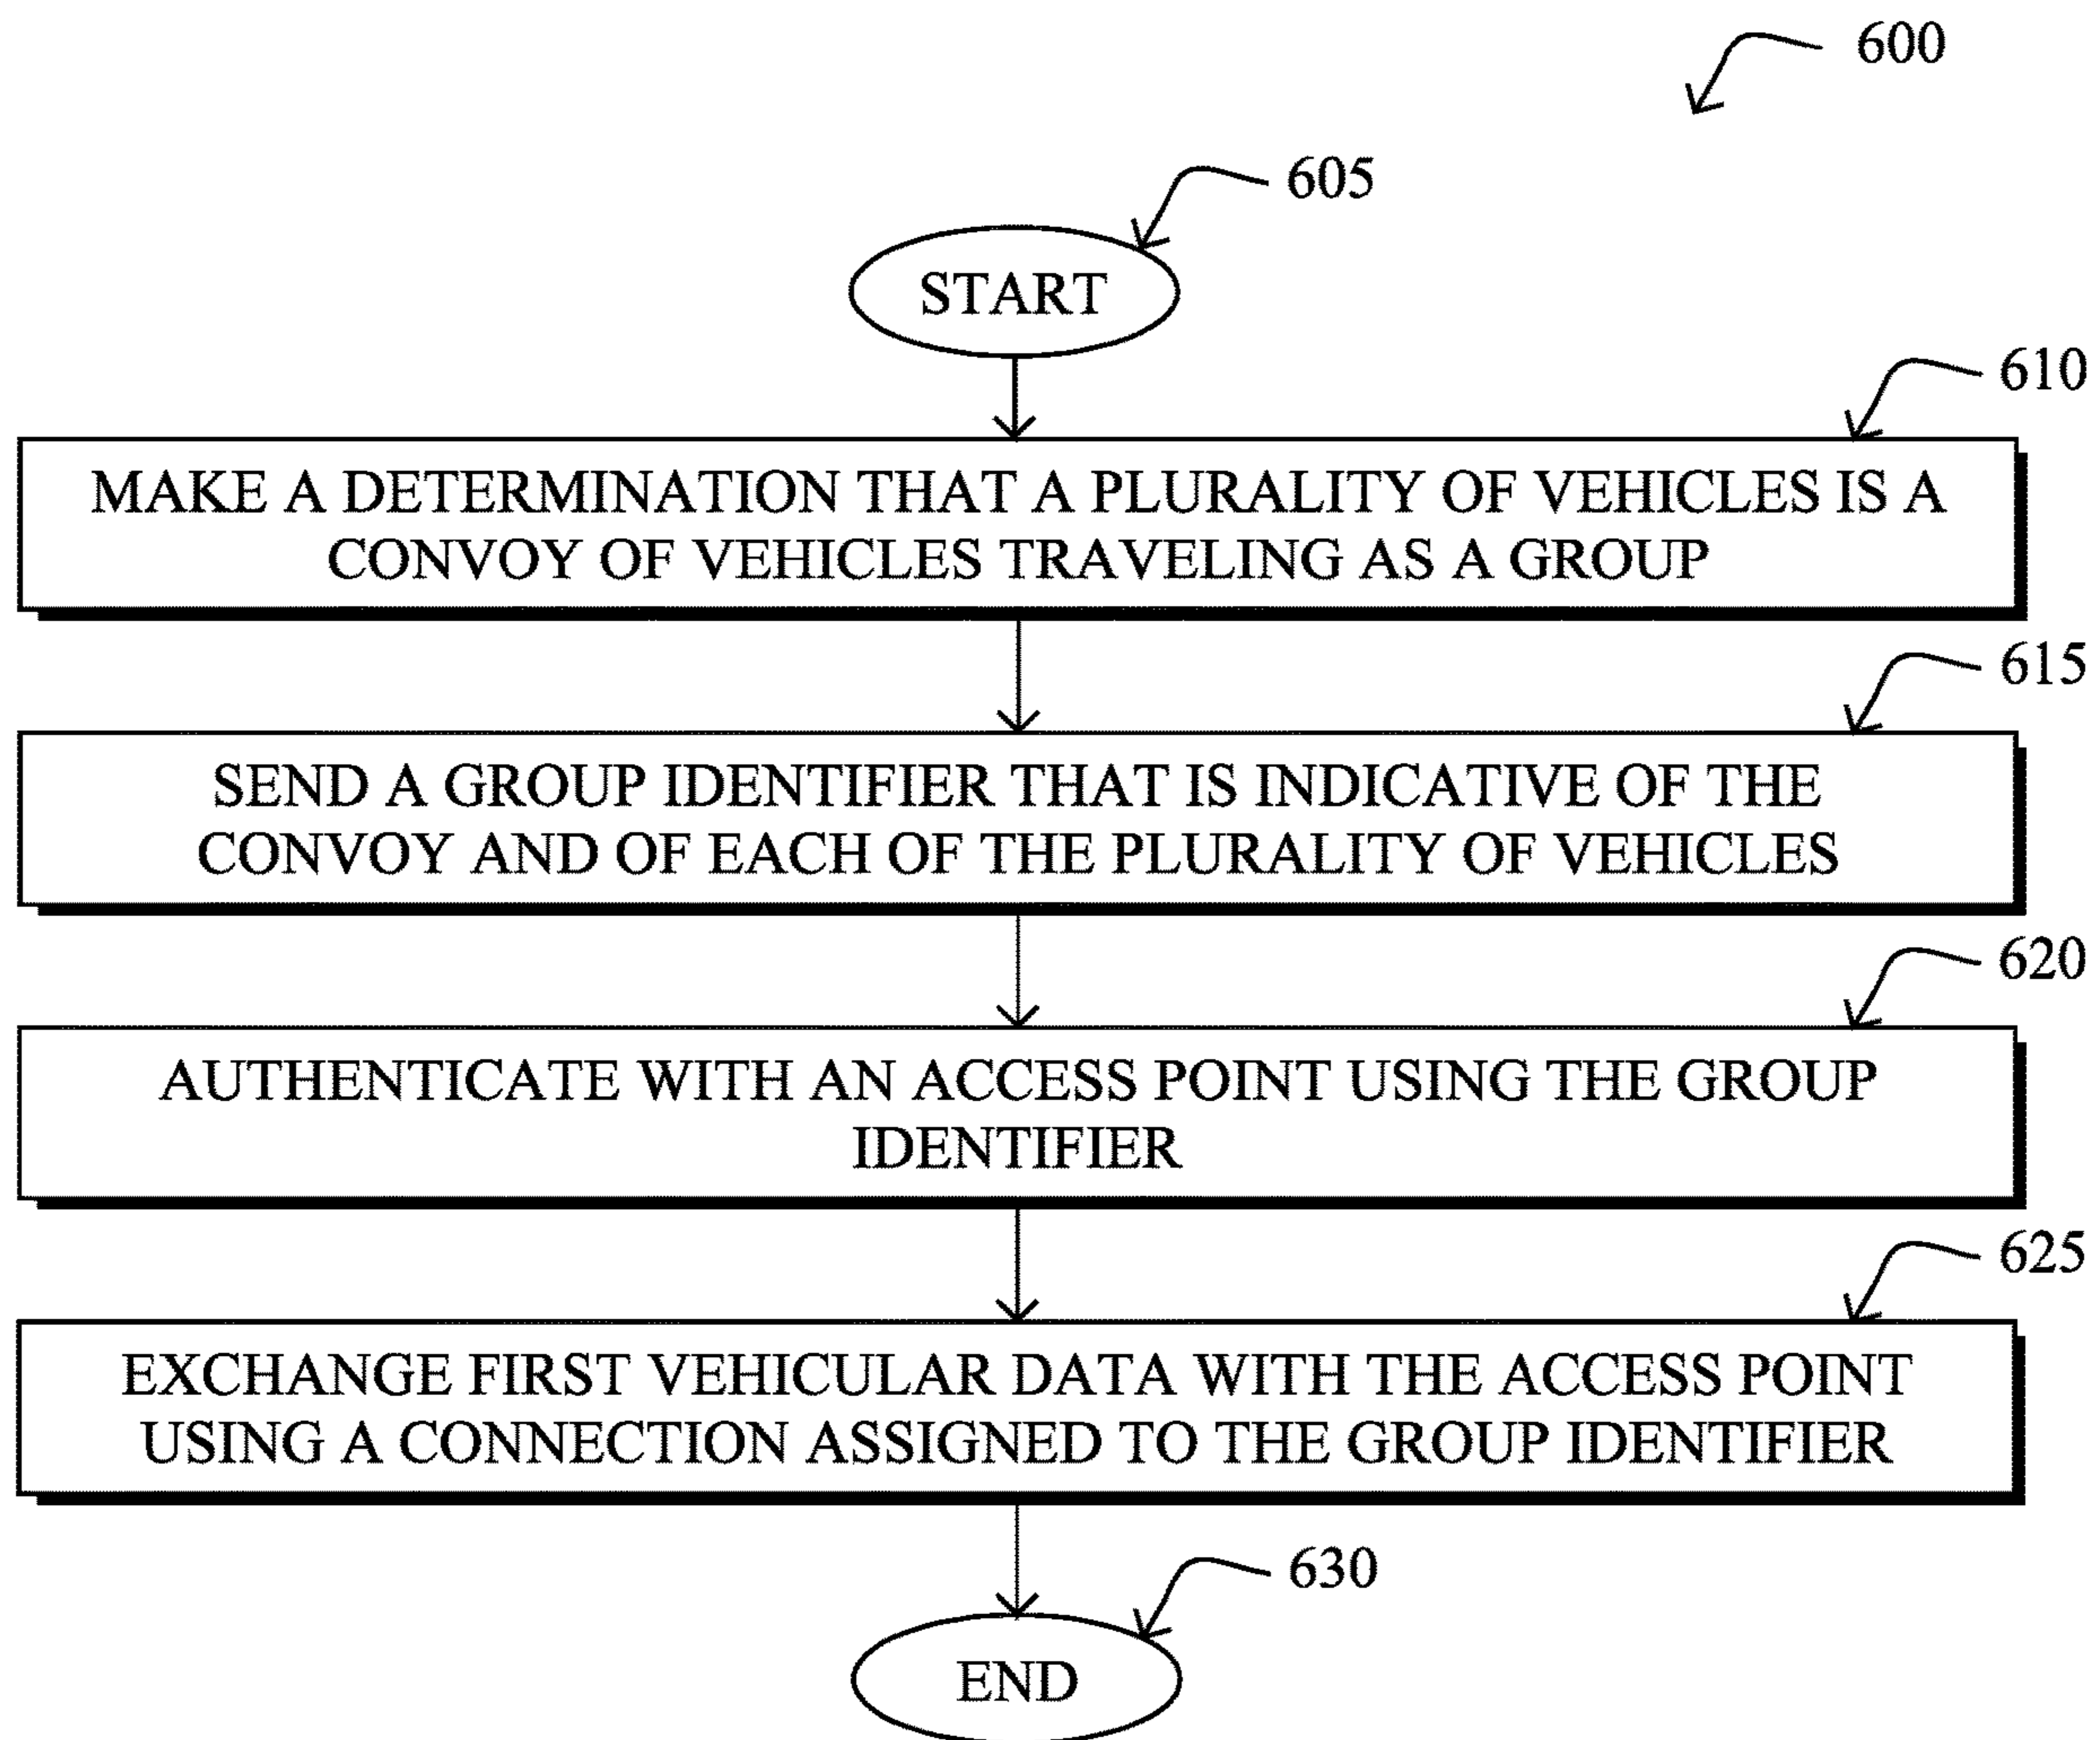 600
605
START
610
MAKE A DETERMINATION THAT A PLURALITY OF VEHICLES IS A
CONVOY OF VEHICLES TRAVELING AS A GROUP
615
SEND A GROUP IDENTIFIER THAT IS INDICATIVE OF THE
CONVOY AND OF EACH OF THE PLURALITY OF VEHICLES
620
AUTHENTICATE WITH AN ACCESS POINT USING THE GROUP
IDENTIFIER
625
EXCHANGE FIRST VEHICULAR DATA WITH THE ACCESS POINT
USING A CONNECTION ASSIGNED TO THE GROUP IDENTIFIER
630
END